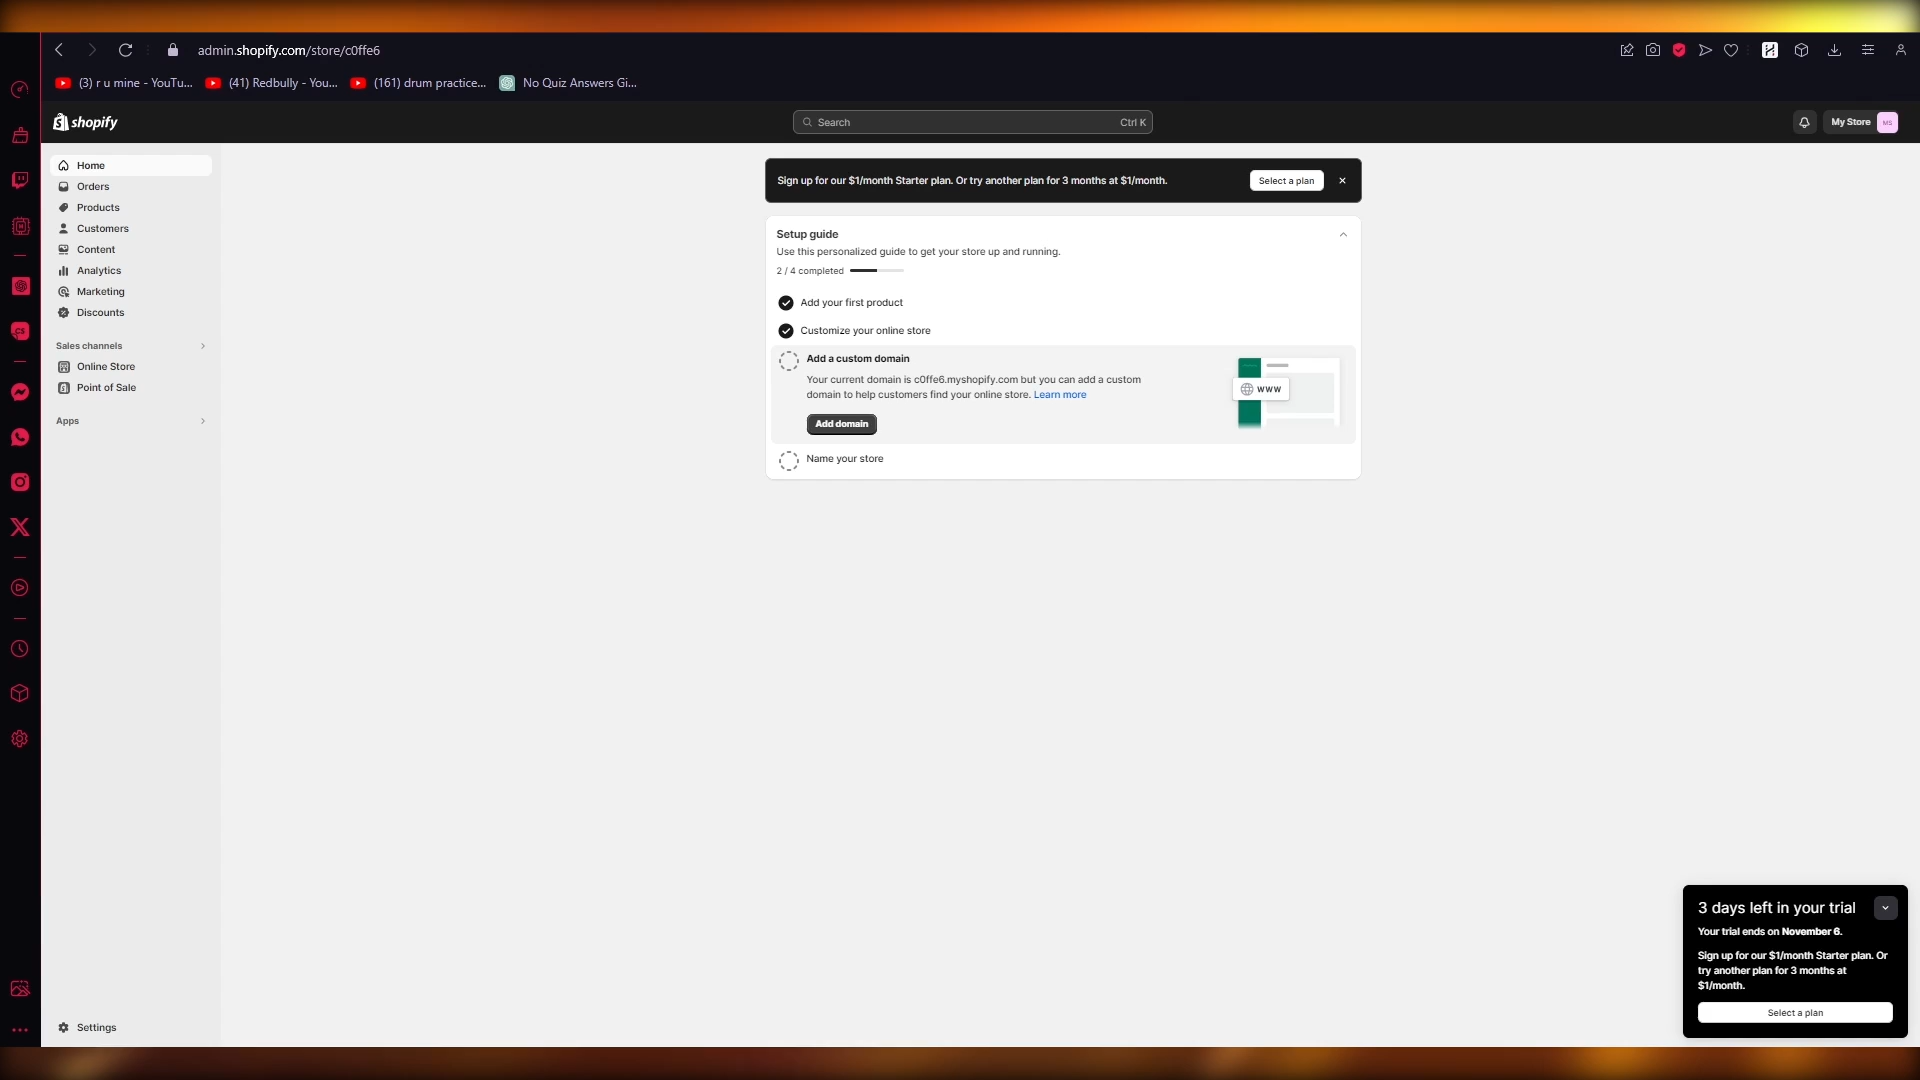 admin.shopify.com/store/c0ffe6
(3) r u mine - YouTu...
(41) Redbully - You...
(161) drum practice...
No Quiz Answers Gi...
shopify
Search
Ctrl K
My Store
MS
Home
Orders
Products
Customers
Content
Analytics
Marketing
Discounts
Sales channels
Online Store
Point of Sale
Apps
Settings
Sign up for our $1/month Starter plan. Or try another plan for 3 months at $1/month.
Select a plan
Setup guide
Use this personalized guide to get your store up and running.
2 / 4 completed
Add your first product
Customize your online store
Add a custom domain
Your current domain is c0ffe6.myshopify.com but you can add a custom
domain to help customers find your online store. Learn more
www
Add domain
Name your store
3 days left in your trial
Your trial ends on November 6.
Sign up for our $1/month Starter plan. Or
try another plan for 3 months at
$1/month.
Select a plan